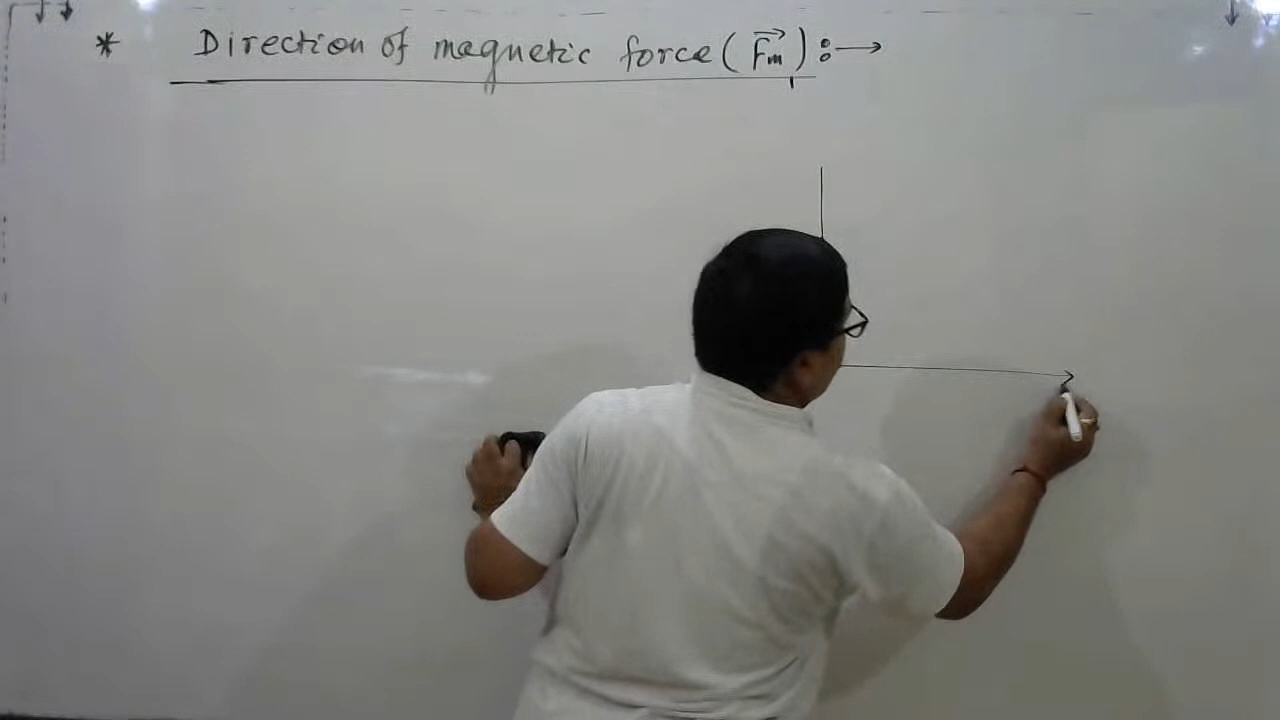 * Direction of magnetic force (F⃗m) :→